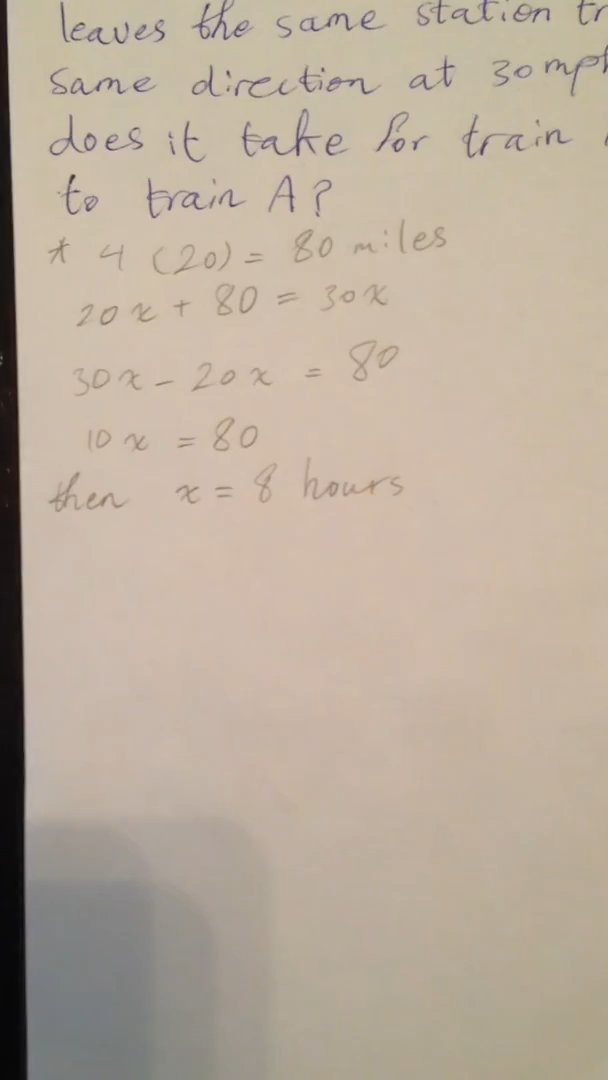 leaves the same station
same direction at 30 mph
does it take for train
to train A?
* 4 (20) = 80 miles
20x + 80 = 30x
30x - 20x = 80
10x = 80
then x = 8 hours